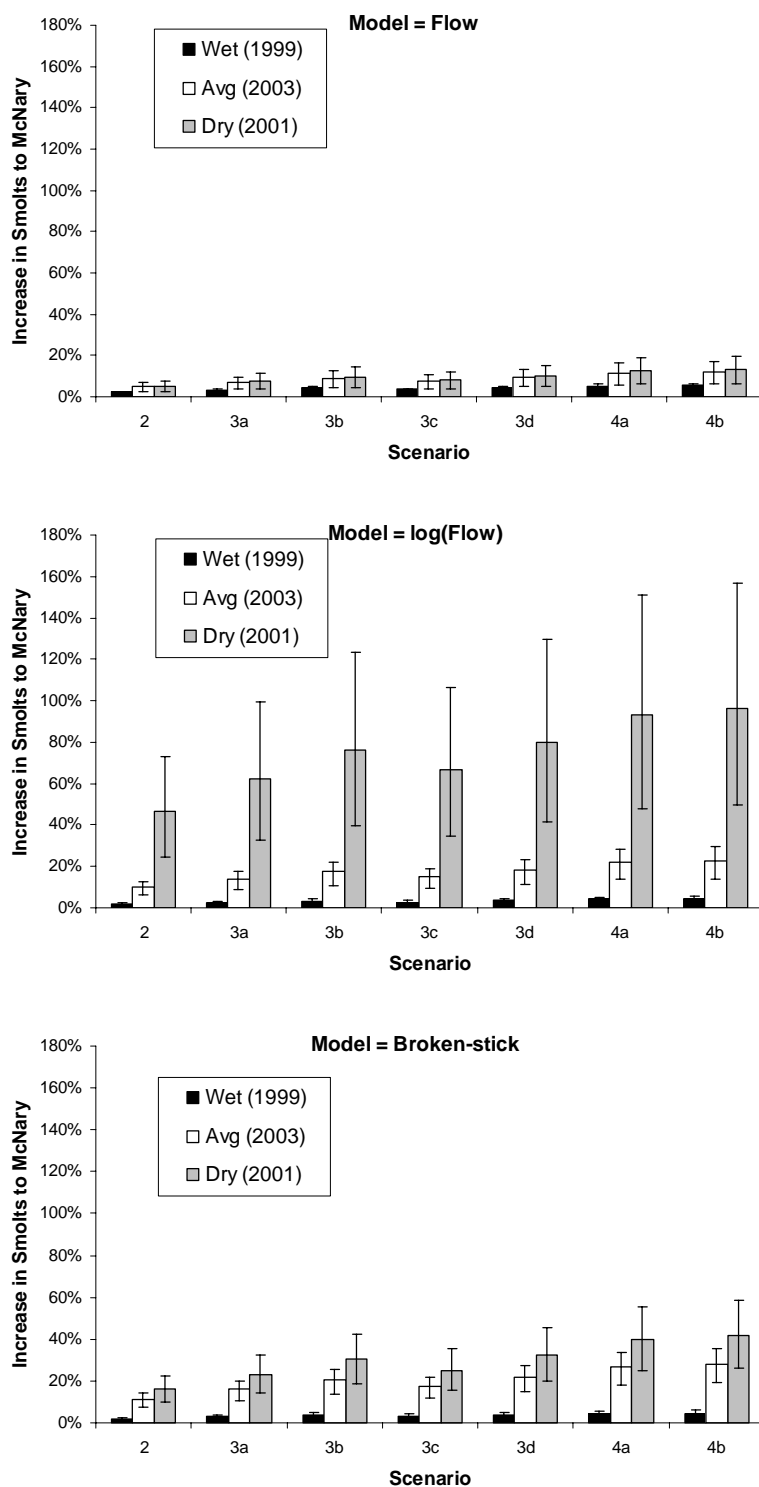 Model = Flow
Wet (1999)
Avg (2003)
Dry (2001)
Increase in Smolts to McNary
180%
160%
140%
120%
100%
80%
60%
40%
20%
0%
2 3a 3b 3c 3d 4a 4b
Scenario
Model = log(Flow)
Wet (1999)
Avg (2003)
Dry (2001)
Increase in Smolts to McNary
180%
160%
140%
120%
100%
80%
60%
40%
20%
0%
2 3a 3b 3c 3d 4a 4b
Scenario
Model = Broken-stick
Wet (1999)
Avg (2003)
Dry (2001)
Increase in Smolts to McNary
180%
160%
140%
120%
100%
80%
60%
40%
20%
0%
2 3a 3b 3c 3d 4a 4b
Scenario